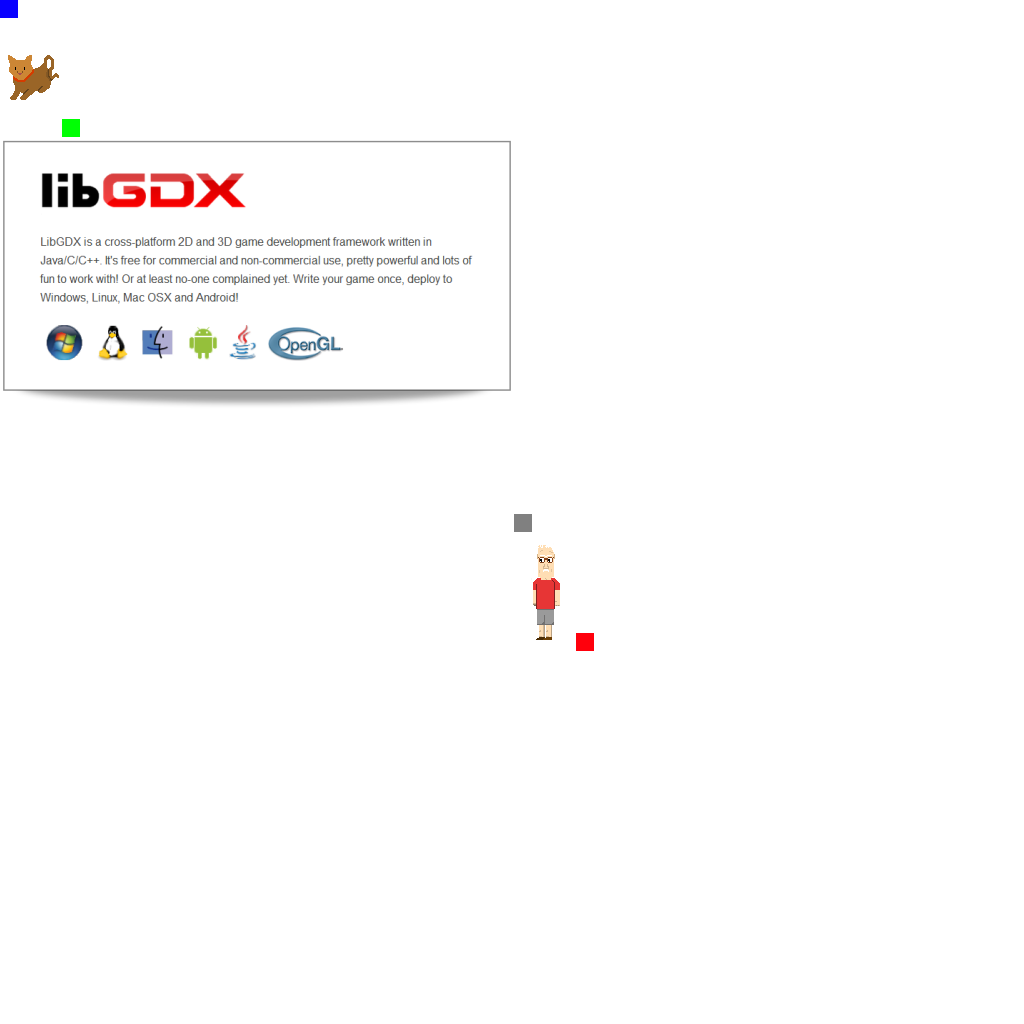 libGDX
LibGDX is a cross-platform 2D and 3D game development framework written in
Java/C/C++. It's free for commercial and non-commercial use, pretty powerful and lots of
fun to work with! Or at least no-one complained yet. Write your game once, deploy to
Windows, Linux, Mac OSX and Android!
OpenGL